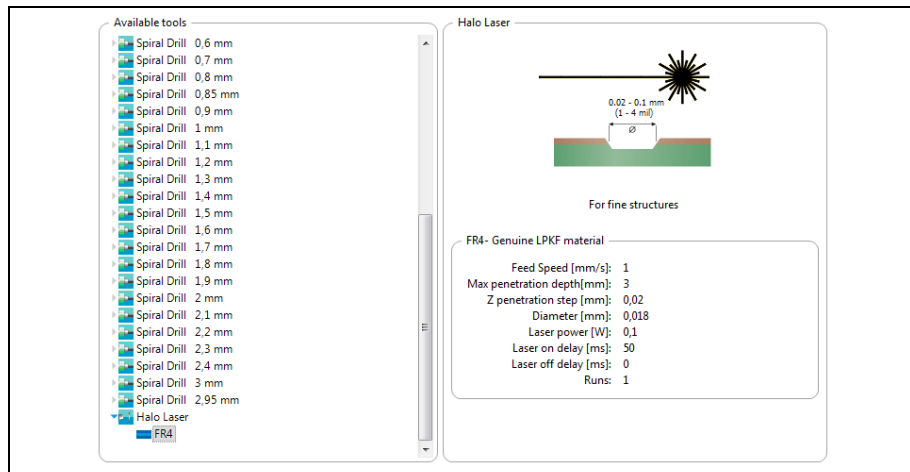 Available tools
Spiral Drill 0,6 mm
Spiral Drill 0,7 mm
Spiral Drill 0,8 mm
Spiral Drill 0,85 mm
Spiral Drill 0,9 mm
Spiral Drill 1 mm
Spiral Drill 1,1 mm
Spiral Drill 1,2 mm
Spiral Drill 1,3 mm
Spiral Drill 1,4 mm
Spiral Drill 1,5 mm
Spiral Drill 1,6 mm
Spiral Drill 1,7 mm
Spiral Drill 1,8 mm
Spiral Drill 1,9 mm
Spiral Drill 2 mm
Spiral Drill 2,1 mm
Spiral Drill 2,2 mm
Spiral Drill 2,3 mm
Spiral Drill 2,4 mm
Spiral Drill 3 mm
Spiral Drill 2,95 mm
Halo Laser
FR4
Halo Laser
0.02 - 0.1 mm
(1 - 4 mil)
Ø
For fine structures
FR4- Genuine LPKF material
Feed Speed [mm/s]: 1
Max penetration depth[mm]: 3
Z penetration step [mm]: 0,02
Diameter [mm]: 0,018
Laser power [W]: 0,1
Laser on delay [ms]: 50
Laser off delay [ms]: 0
Runs: 1